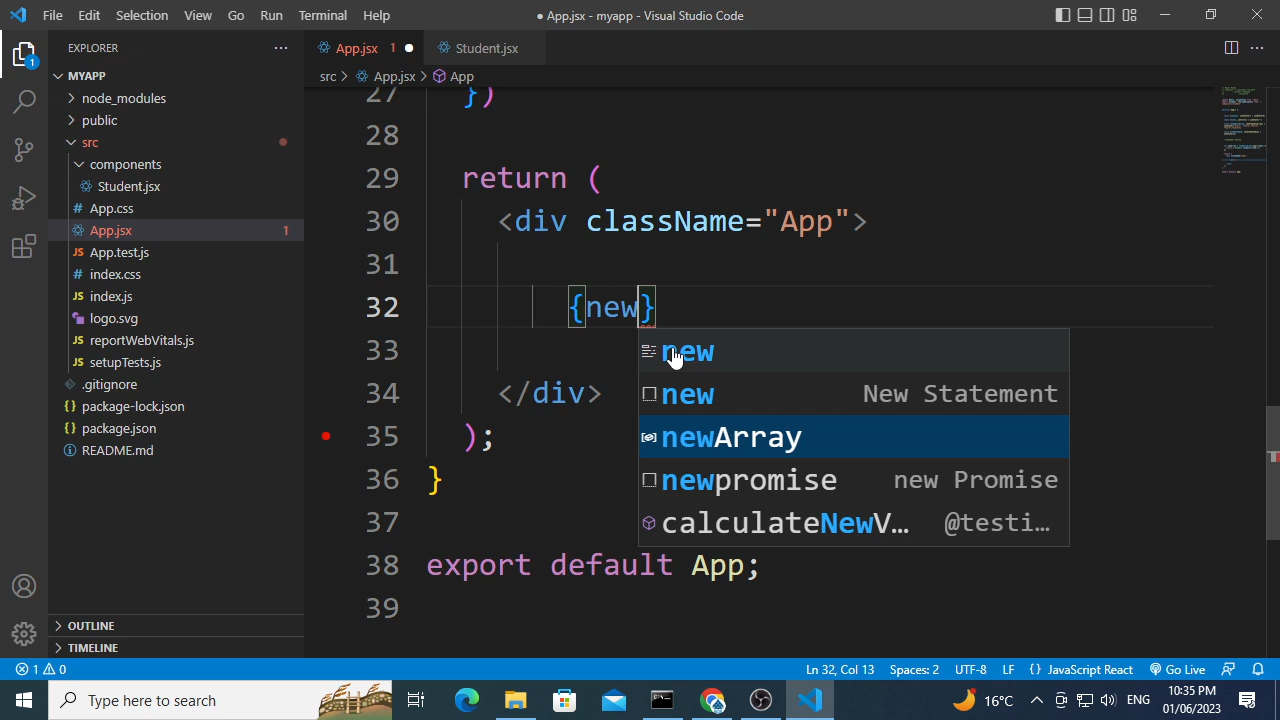 File Edit Selection View Go Run Terminal Help
● App.jsx - myapp - Visual Studio Code
EXPLORER
MYAPP
node_modules
public
src
components
Student.jsx
App.css
App.jsx 1
App.test.js
index.css
index.js
logo.svg
reportWebVitals.js
setupTests.js
.gitignore
package-lock.json
package.json
README.md
OUTLINE
TIMELINE
App.jsx 1 ●
Student.jsx
src > App.jsx > App
27 })
28
29 return (
30 <div className="App">
31
32 {new}
33
34 </div>
35 );
36 }
37
38 export default App;
39
new
new New Statement
newArray
newpromise new Promise
calculateNewV... @testi...
1 0
Ln 32, Col 13 Spaces: 2 UTF-8 LF {} JavaScript React Go Live
Type here to search
16°C ENG
10:35 PM
01/06/2023